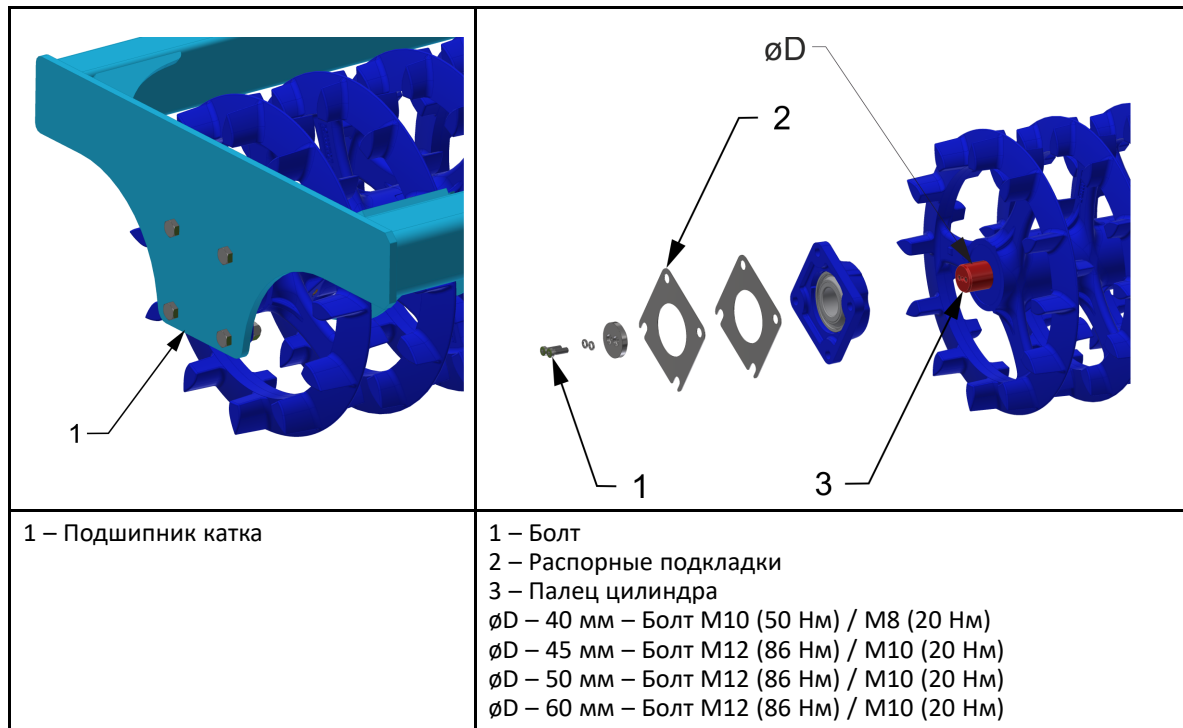 1
øD
2
1
3
1 – Подшипник катка
1 – Болт
2 – Распорные подкладки
3 – Палец цилиндра
øD – 40 мм – Болт M10 (50 Нм) / M8 (20 Нм)
øD – 45 мм – Болт M12 (86 Нм) / M10 (20 Нм)
øD – 50 мм – Болт M12 (86 Нм) / M10 (20 Нм)
øD – 60 мм – Болт M12 (86 Нм) / M10 (20 Нм)